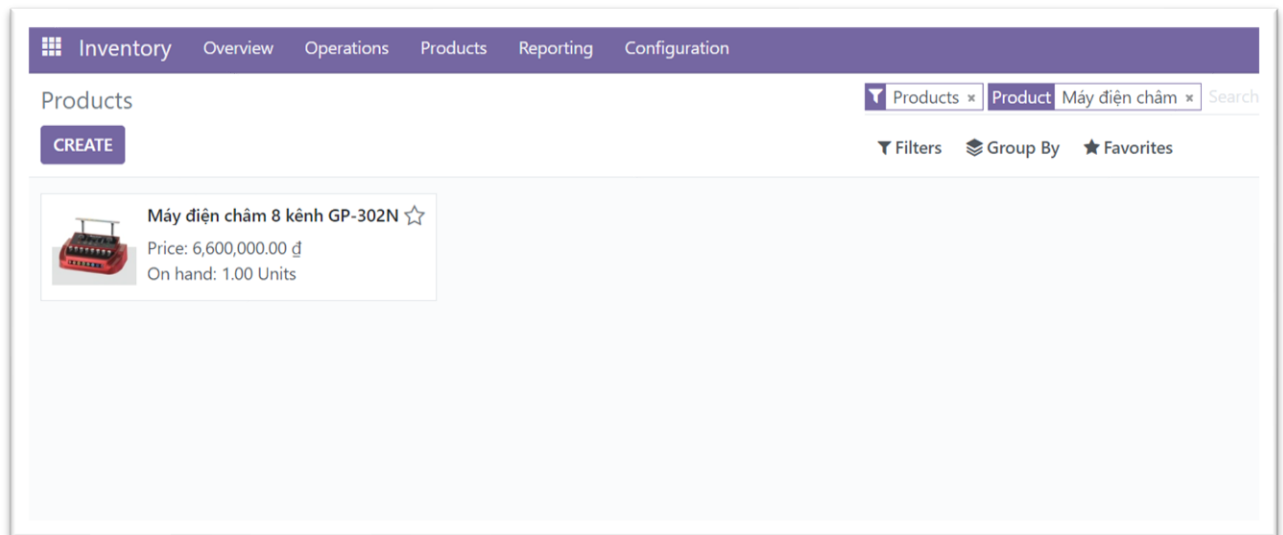 Inventory Overview Operations Products Reporting Configuration
Products
Products × Product Máy điện châm × Search
CREATE
Filters Group By Favorites
Máy điện châm 8 kênh GP-302N
Price: 6,600,000.00 ₫
On hand: 1.00 Units